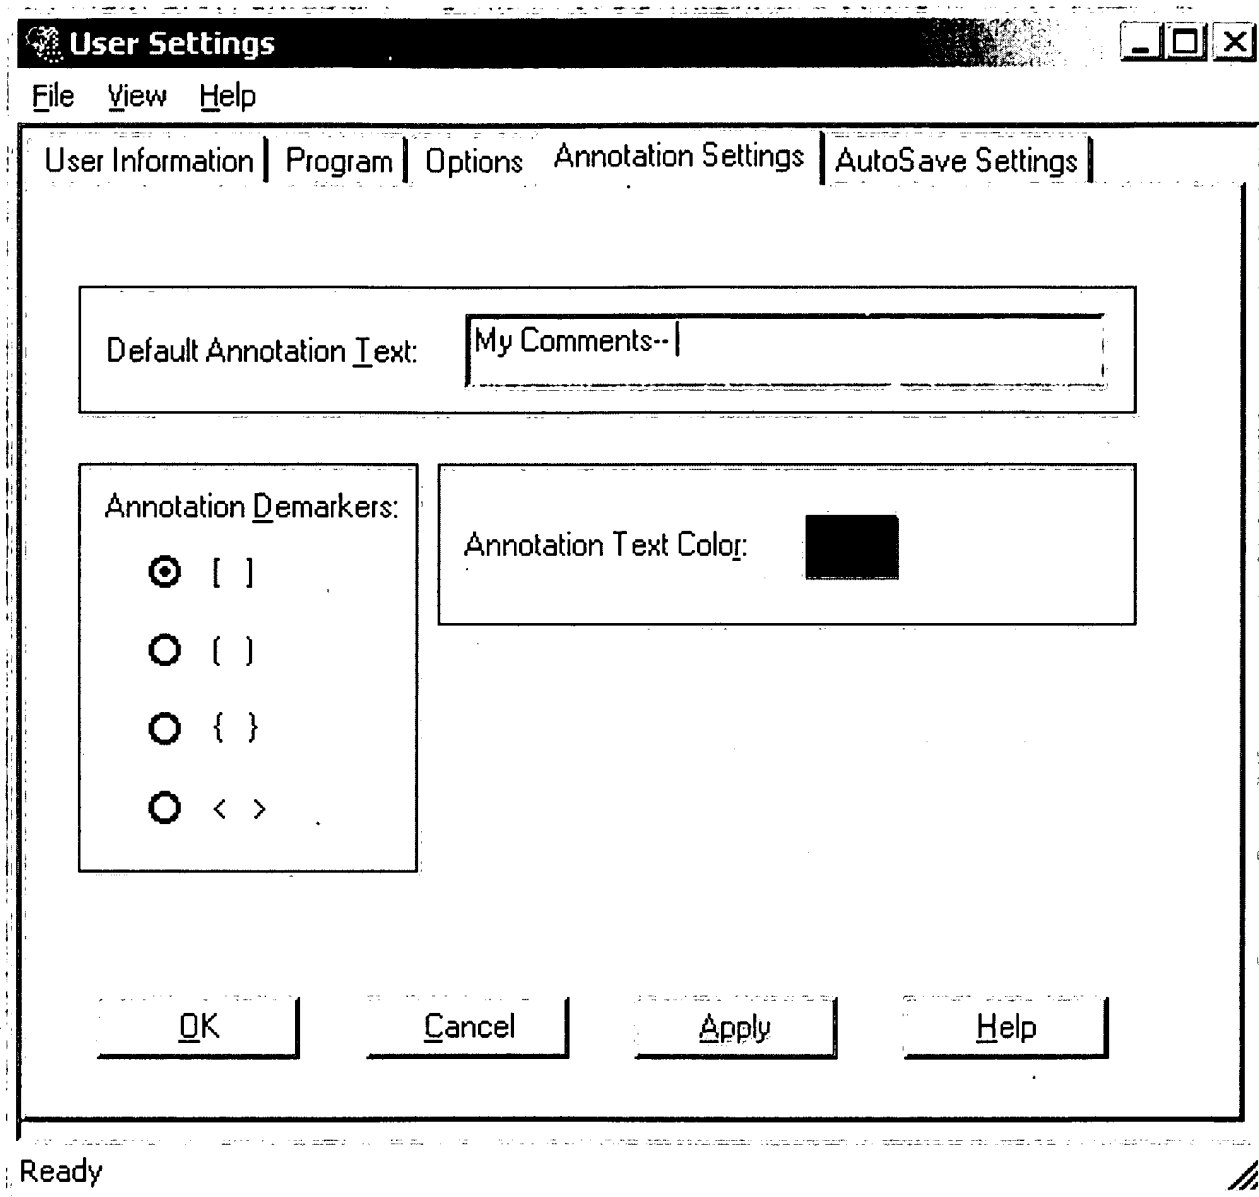 User Settings
File View Help
User Information Program Options Annotation Settings AutoSave Settings
Default Annotation Text: My Comments--
Annotation Demarkers:
[ ]
Annotation Text Color:
( )
{ }
< >
OK Cancel Apply Help
Ready